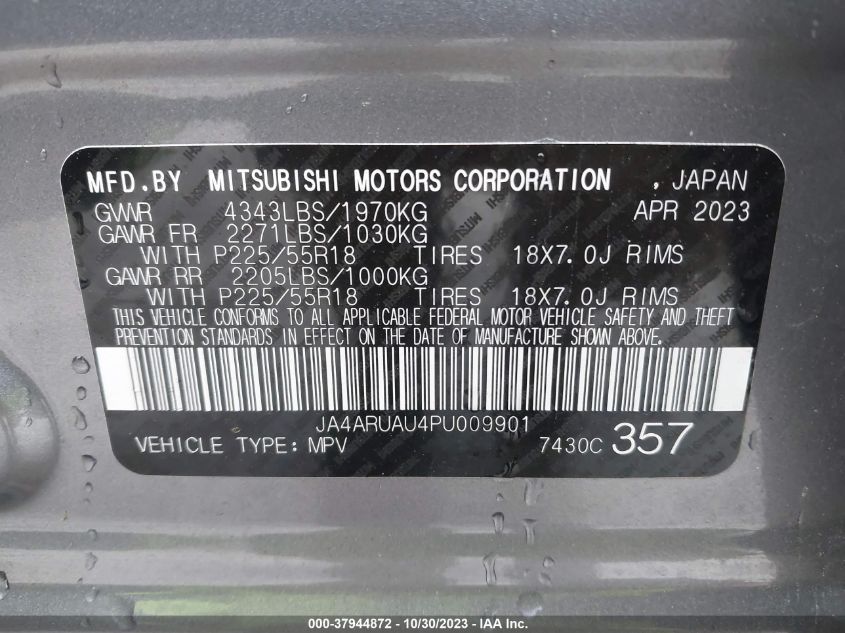 MFD.BY MITSUBISHI MOTORS CORPORATION , JAPAN
GVWR 4343LBS/1970KG APR 2023
GAWR FR 2271LBS/1030KG
WITH P225/55R18 TIRES 18X7.0J RIMS
GAWR RR 2205LBS/1000KG
WITH P225/55R18 TIRES 18X7.0J RIMS
THIS VEHICLE CONFORMS TO ALL APPLICABLE FEDERAL MOTOR VEHICLE SAFETY AND THEFT
PREVENTION STANDARDS IN EFFECT ON THE DATE OF MANUFACTURE SHOWN ABOVE.
JA4ARUAU4PU009901
VEHICLE TYPE: MPV 7430C 357
000-37944872 - 10/30/2023 - IAA Inc.